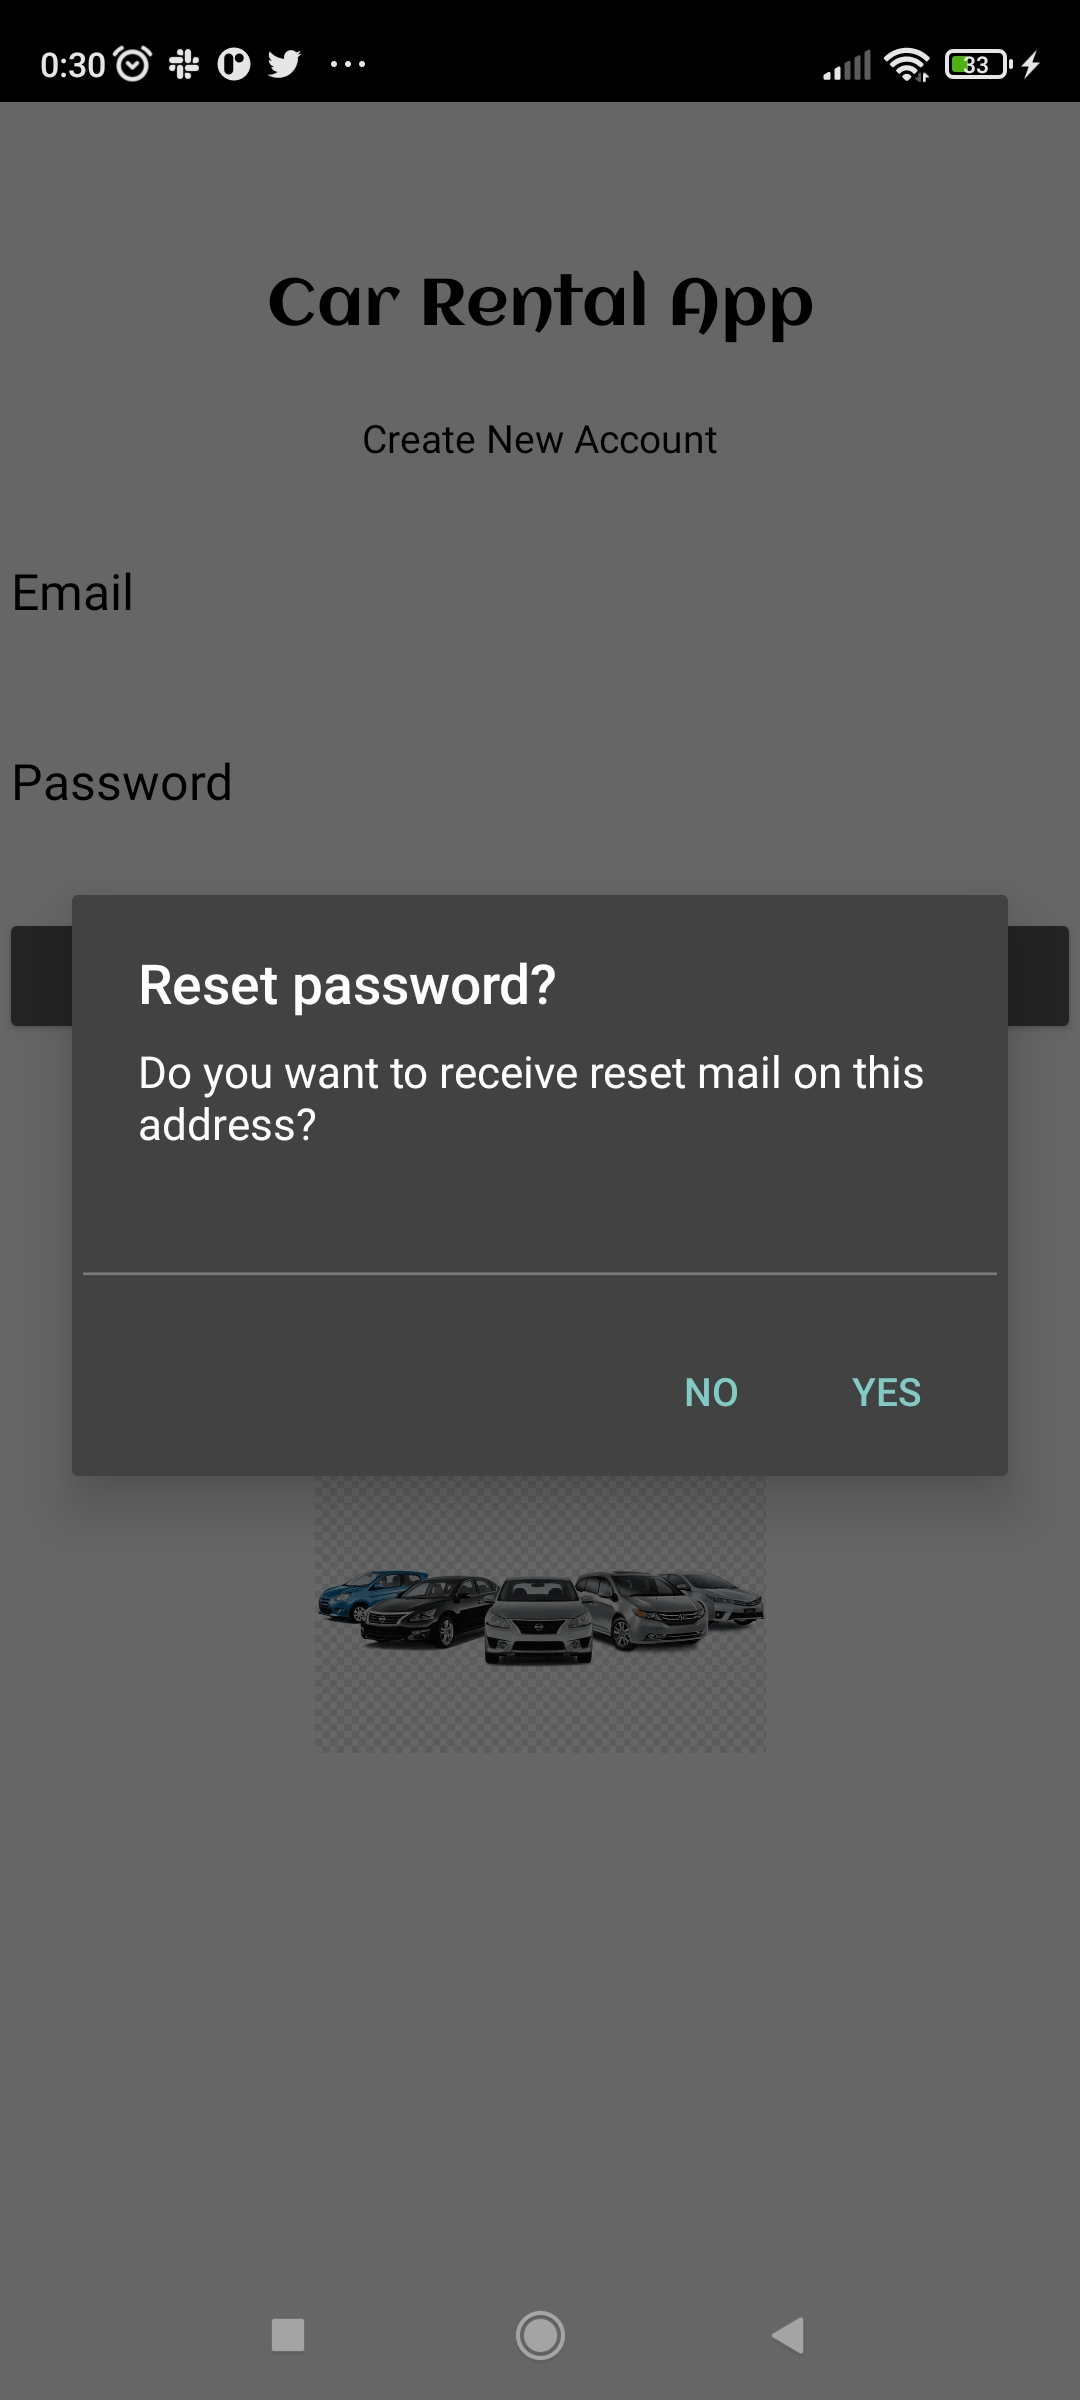 0:30
33
Car Rental App
Create New Account
Email
Password
Reset password?
Do you want to receive reset mail on this
address?
NO YES